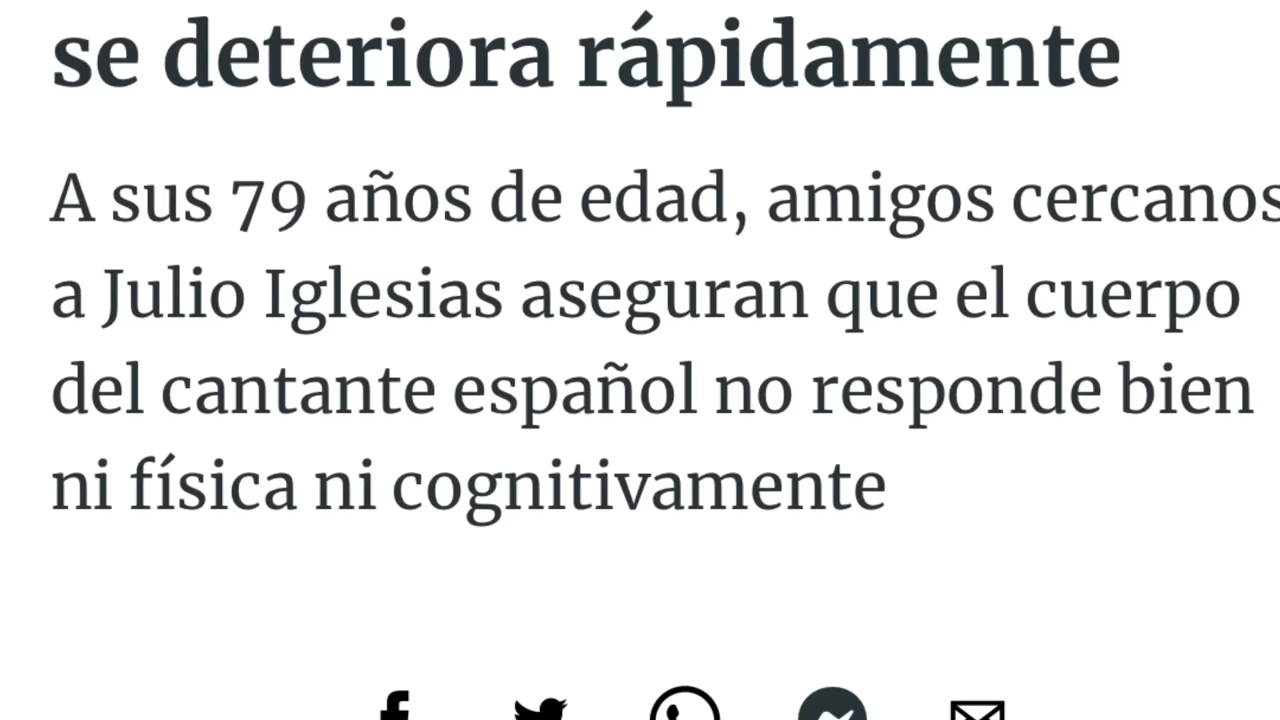 se deteriora rápidamente
A sus 79 años de edad, amigos cercanos
a Julio Iglesias aseguran que el cuerpo
del cantante español no responde bien
ni física ni cognitivamente